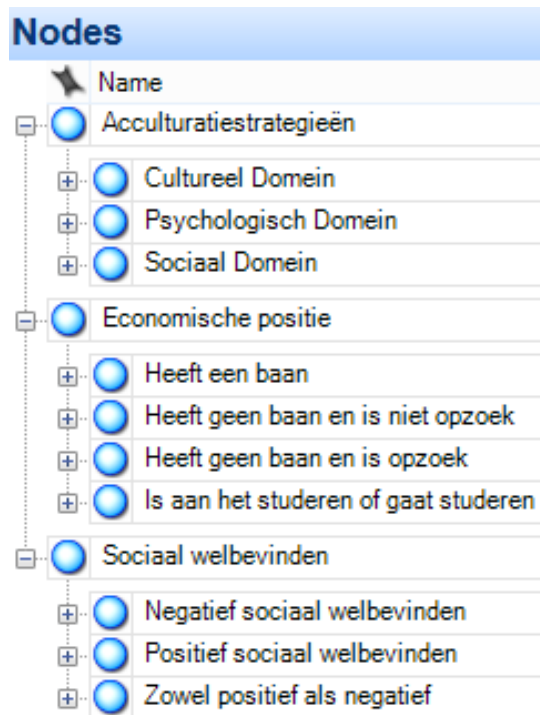 Nodes
Name
Acculturatiestrategieën
Cultureel Domein
Psychologisch Domein
Sociaal Domein
Economische positie
Heeft een baan
Heeft geen baan en is niet opzoek
Heeft geen baan en is opzoek
Is aan het studeren of gaat studeren
Sociaal welbevinden
Negatief sociaal welbevinden
Positief sociaal welbevinden
Zowel positief als negatief